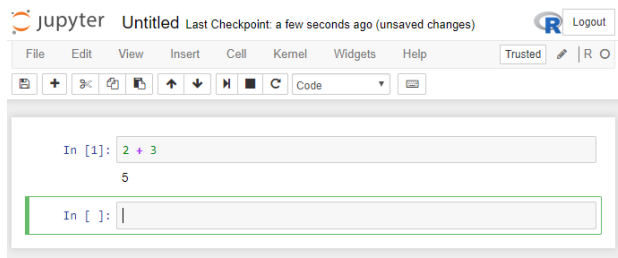 jupyter Untitled Last Checkpoint: a few seconds ago (unsaved changes) R Logout
File Edit View Insert Cell Kernel Widgets Help Trusted R
Code
In [1]: 2 + 3
5
In [ ]: